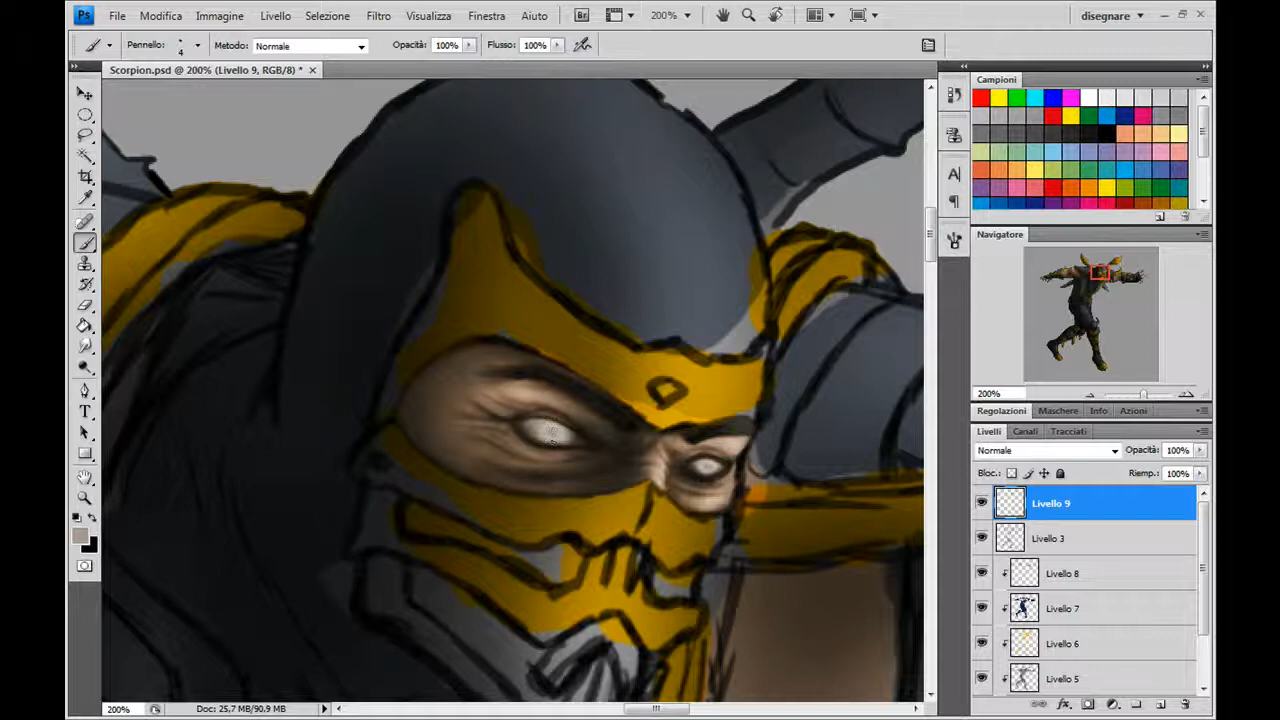 Ps File Modifica Immagine Livello Selezione Filtro Visualizza Finestra Aiuto Br 200% disegnare
Pennello: 4 Metodo: Normale Opacità: 100% Flusso: 100%
Scorpion.psd @ 200% (Livello 9, RGB/8) *
Campioni
Navigatore
200%
Regolazioni Maschere Info Azioni
Livelli Canali Tracciati
Normale Opacità: 100%
Bloc.: Riemp.: 100%
Livello 9
Livello 3
Livello 8
Livello 7
Livello 6
Livello 5
200% Doc: 25,7 MB/90,9 MB